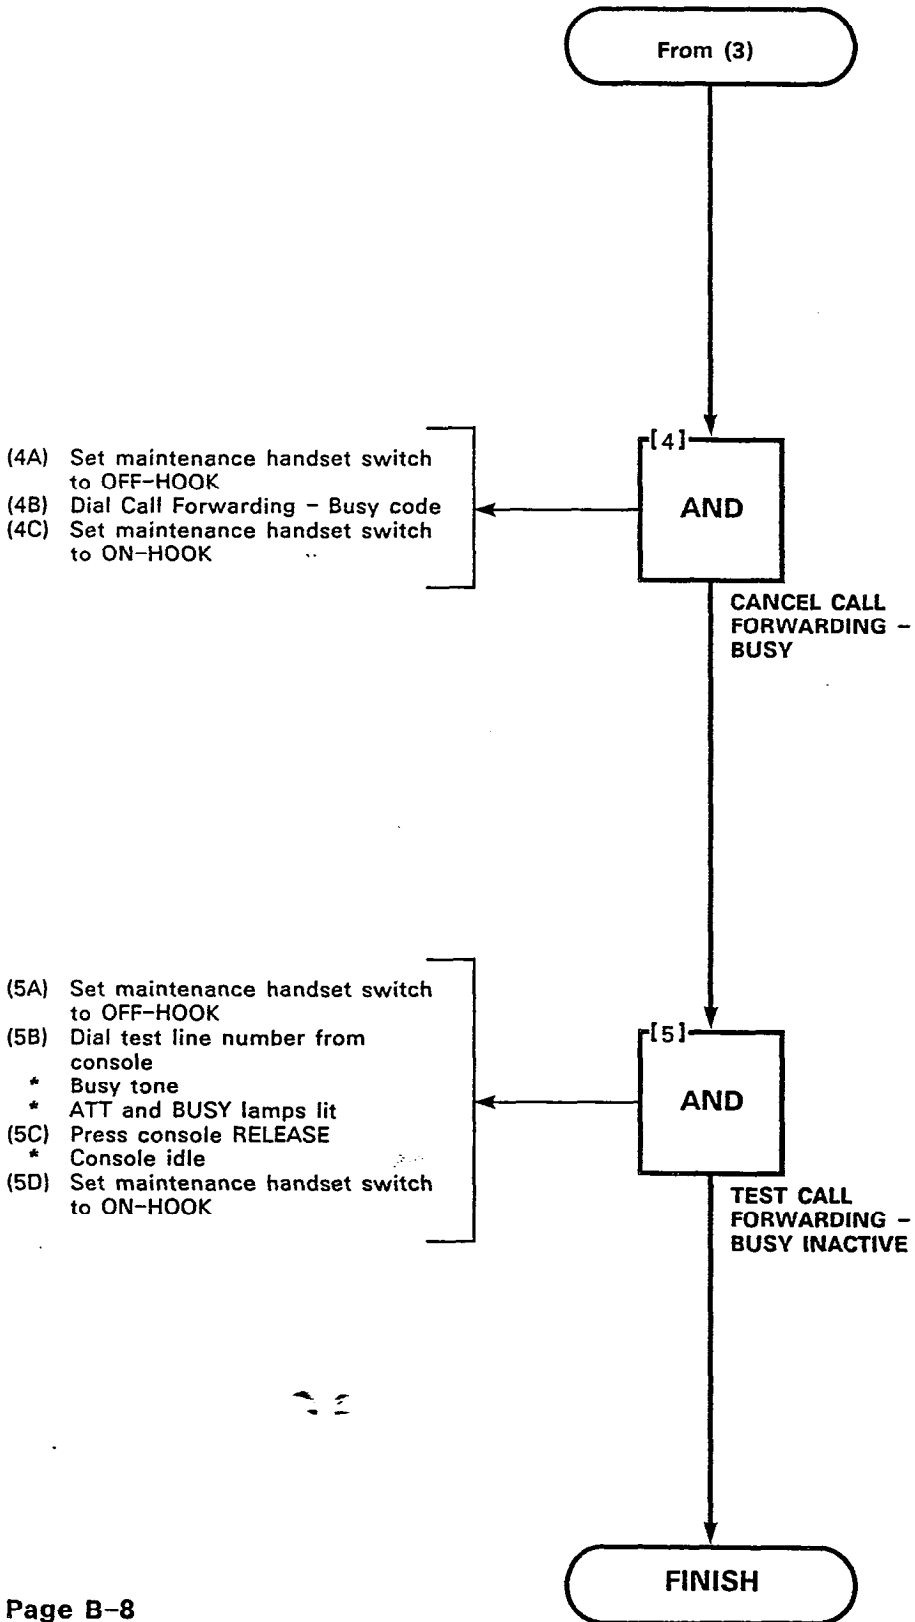 From (3)
[4]
(4A) Set maintenance handset switch
to OFF-HOOK
(4B) Dial Call Forwarding - Busy code
(4C) Set maintenance handset switch
to ON-HOOK
AND
CANCEL CALL
FORWARDING -
BUSY
(5A) Set maintenance handset switch
to OFF-HOOK
(5B) Dial test line number from
console
* Busy tone
* ATT and BUSY lamps lit
(5C) Press console RELEASE
* Console idle
(5D) Set maintenance handset switch
to ON-HOOK
[5]
AND
TEST CALL
FORWARDING -
BUSY INACTIVE
FINISH
Page B-8